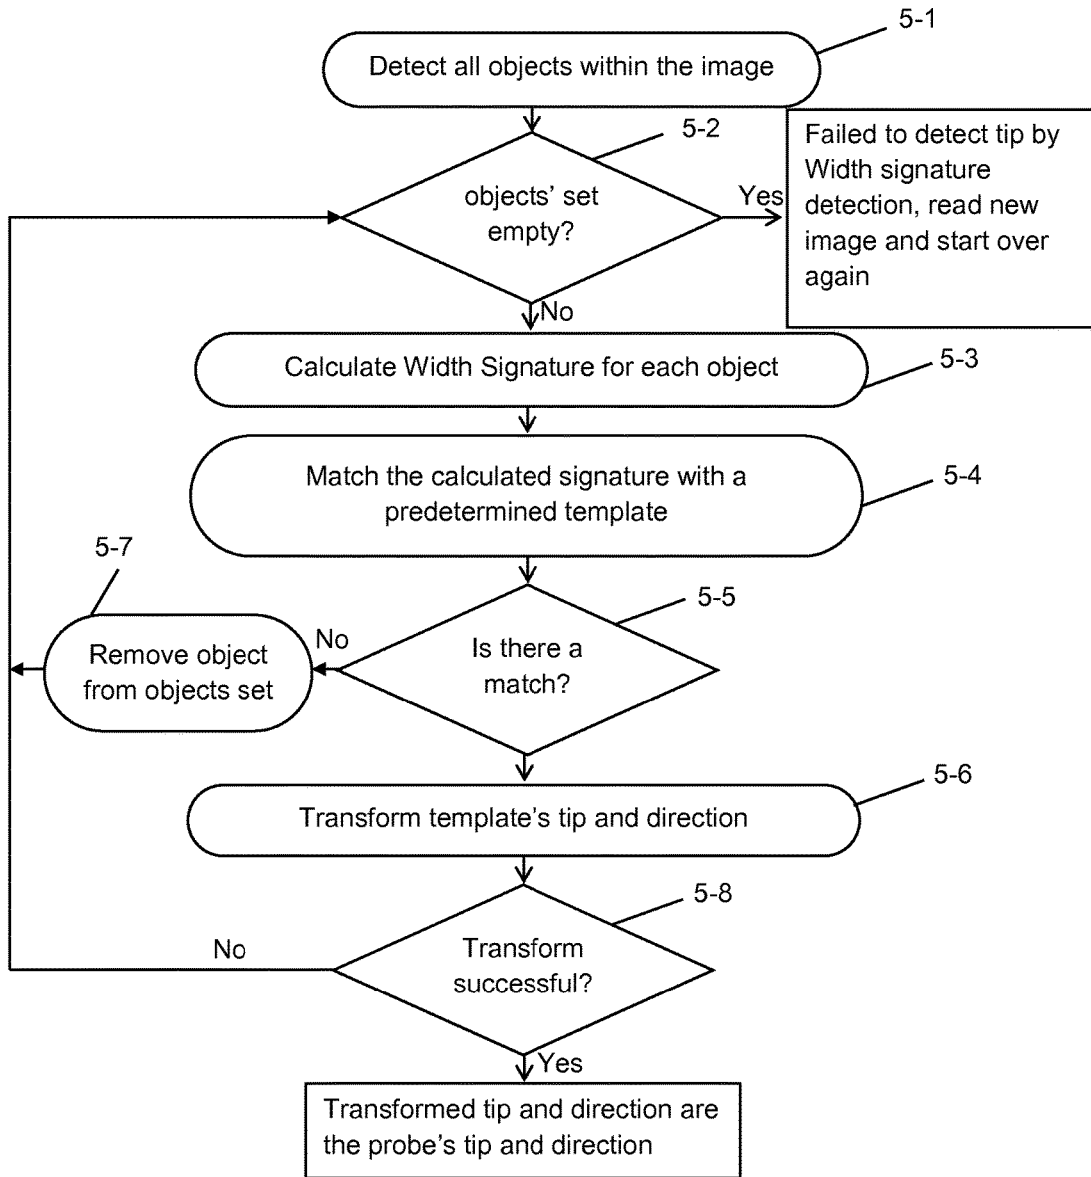 5-1
Detect all objects within the image
5-2
Failed to detect tip by
Width signature
detection, read new
image and start over
again
objects' set
empty?
Yes
No
Calculate Width Signature for each object
5-3
Match the calculated signature with a
predetermined template
5-4
5-7
5-5
Remove object
from objects set
No
Is there a
match?
5-6
Transform template's tip and direction
5-8
No
Transform
successful?
Yes
Transformed tip and direction are
the probe's tip and direction